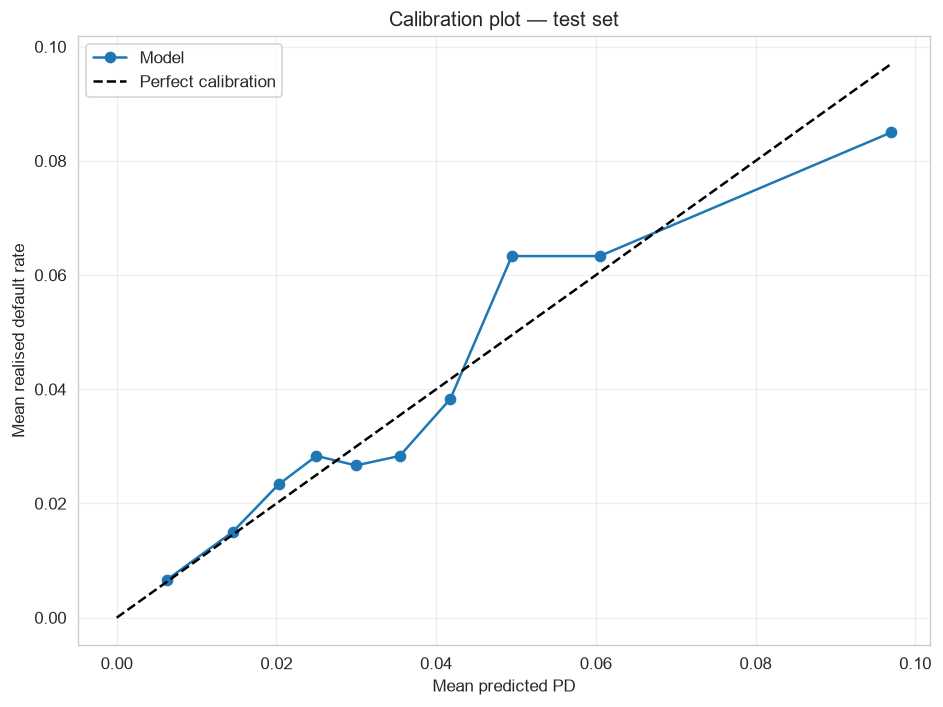 Calibration plot — test set
Model
Perfect calibration
0.10
0.08
0.06
0.04
0.02
0.00
Mean realised default rate
0.00 0.02 0.04 0.06 0.08 0.10
Mean predicted PD